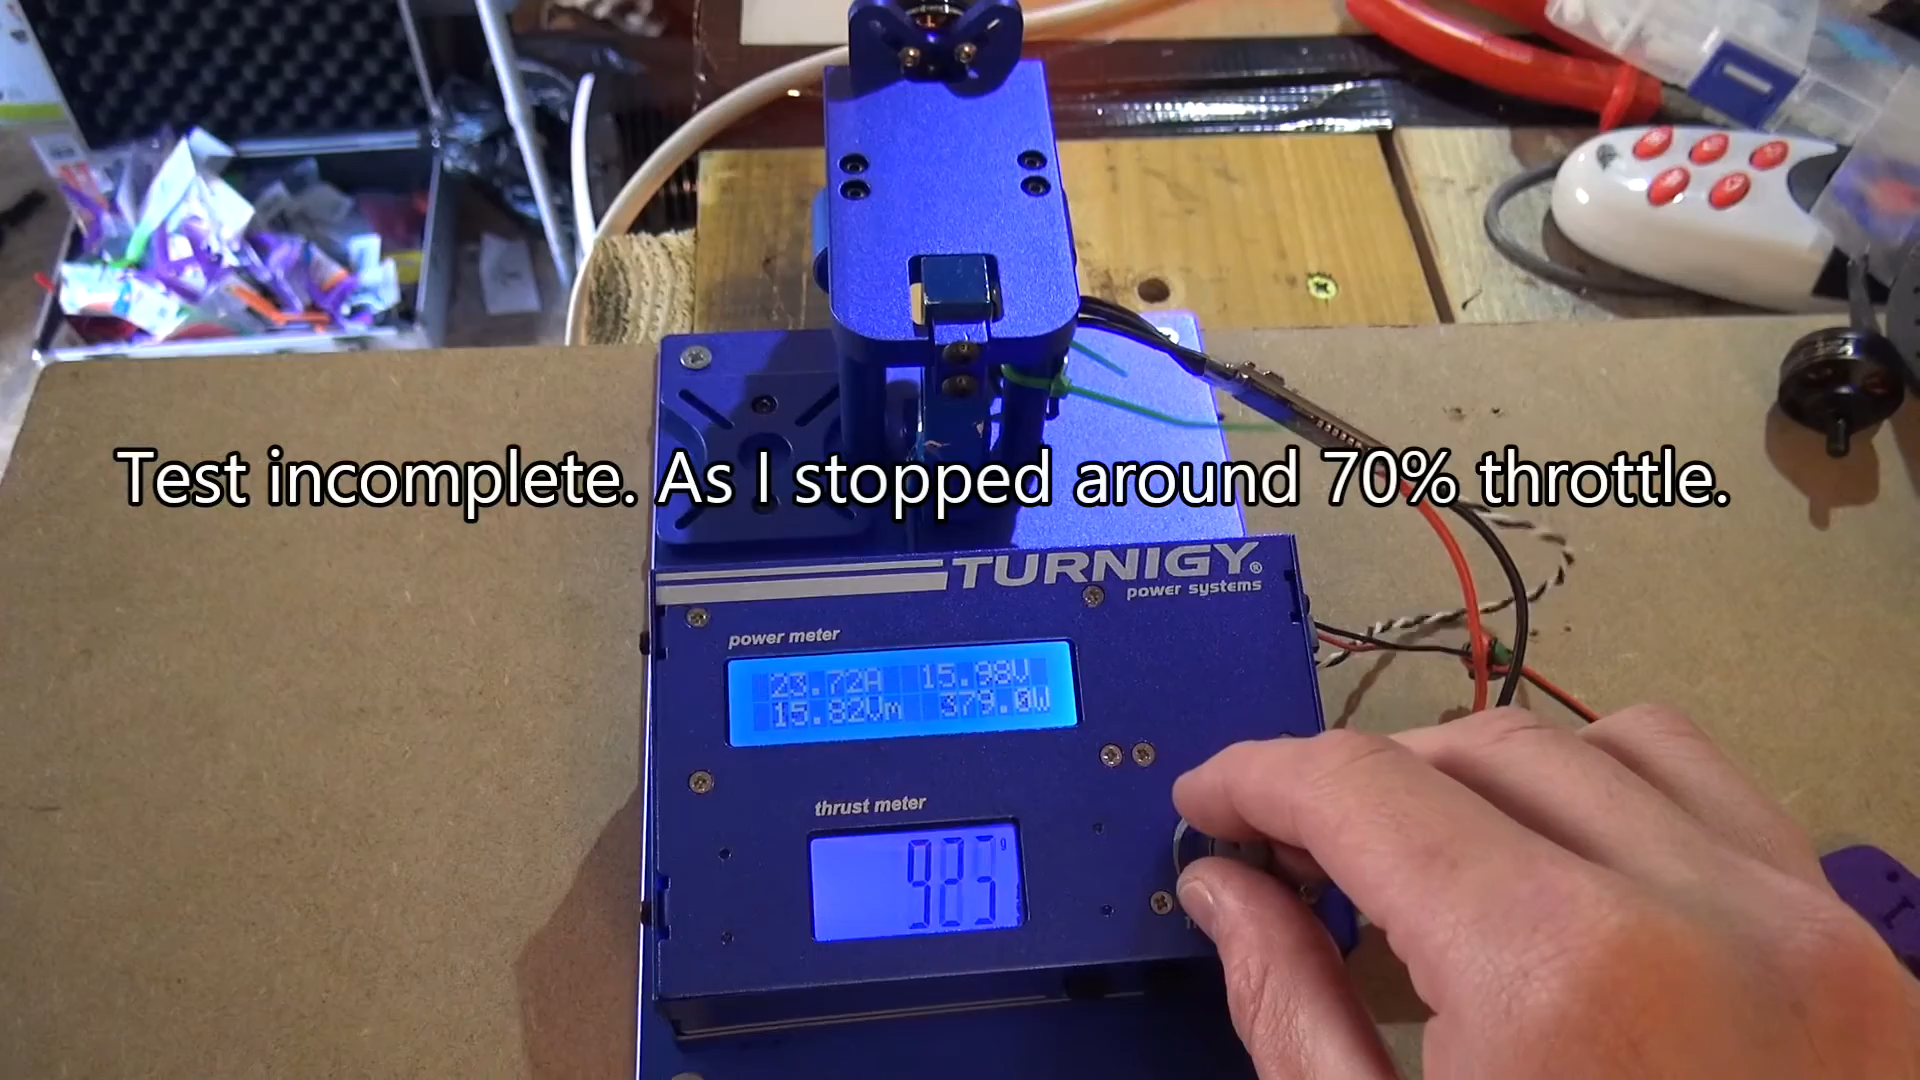 Test incomplete. As I stopped around 70% throttle.
TURNIGY®
power systems
power meter
23.72A 15.98V
15.82Vm 379.0W
thrust meter
g